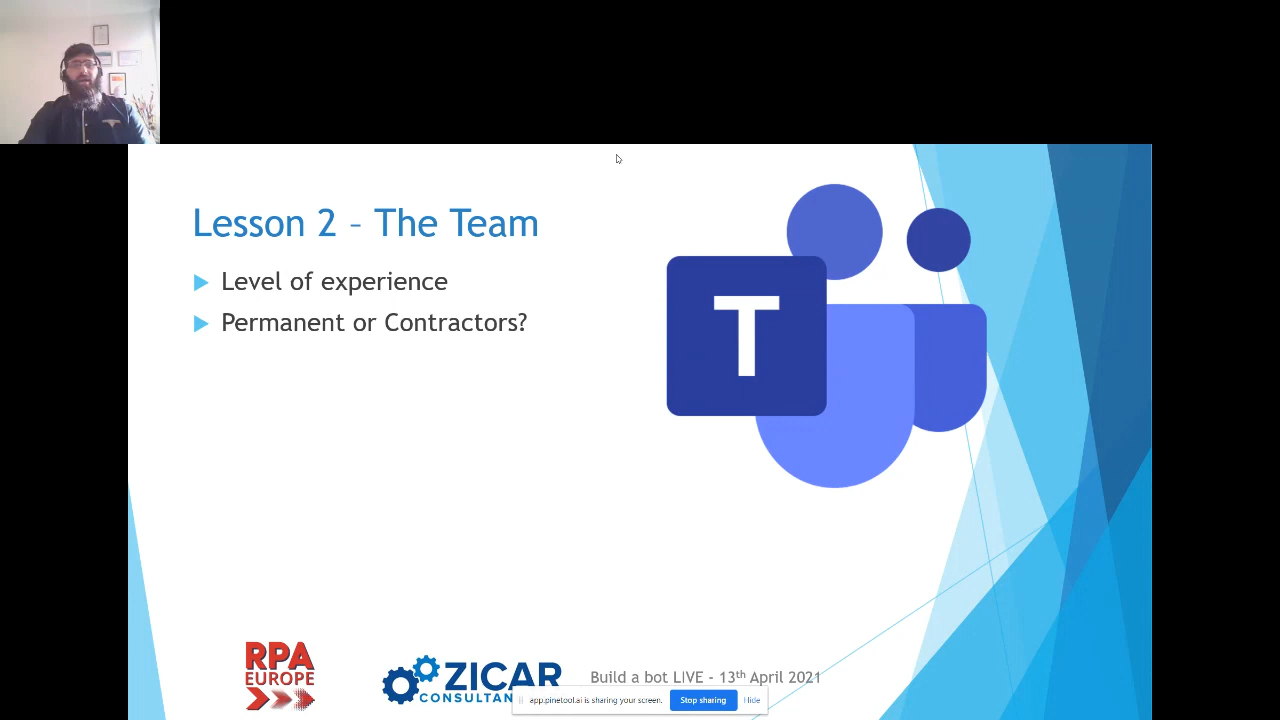 Lesson 2 – The Team
Level of experience
Permanent or Contractors?
T
RPA
EUROPE
ZICAR
CONSULTAN
Build a bot LIVE - 13th April 2021
app.pinetool.ai is sharing your screen.
Stop sharing
Hide